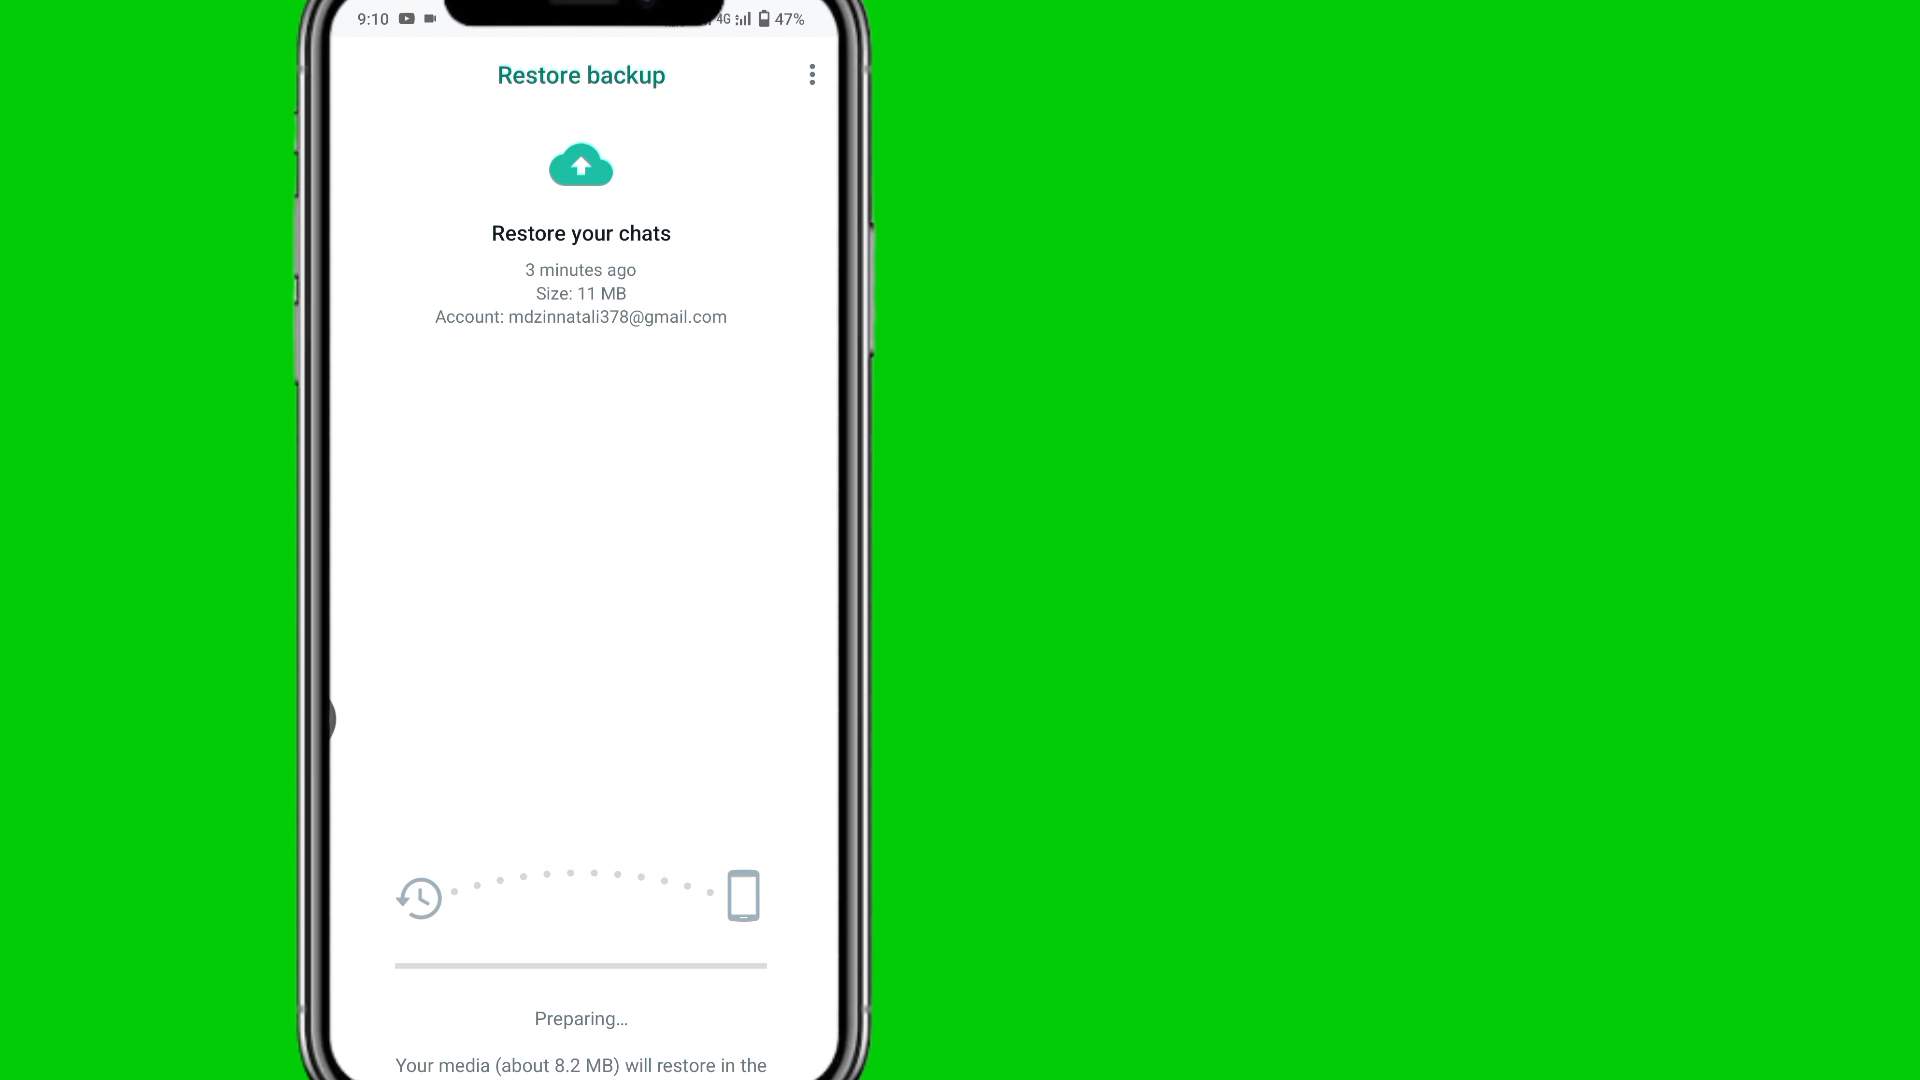 9:10 4G 47%
Restore backup
Restore your chats
3 minutes ago
Size: 11 MB
Account: mdzinnatali378@gmail.com
Preparing...
Your media (about 8.2 MB) will restore in the